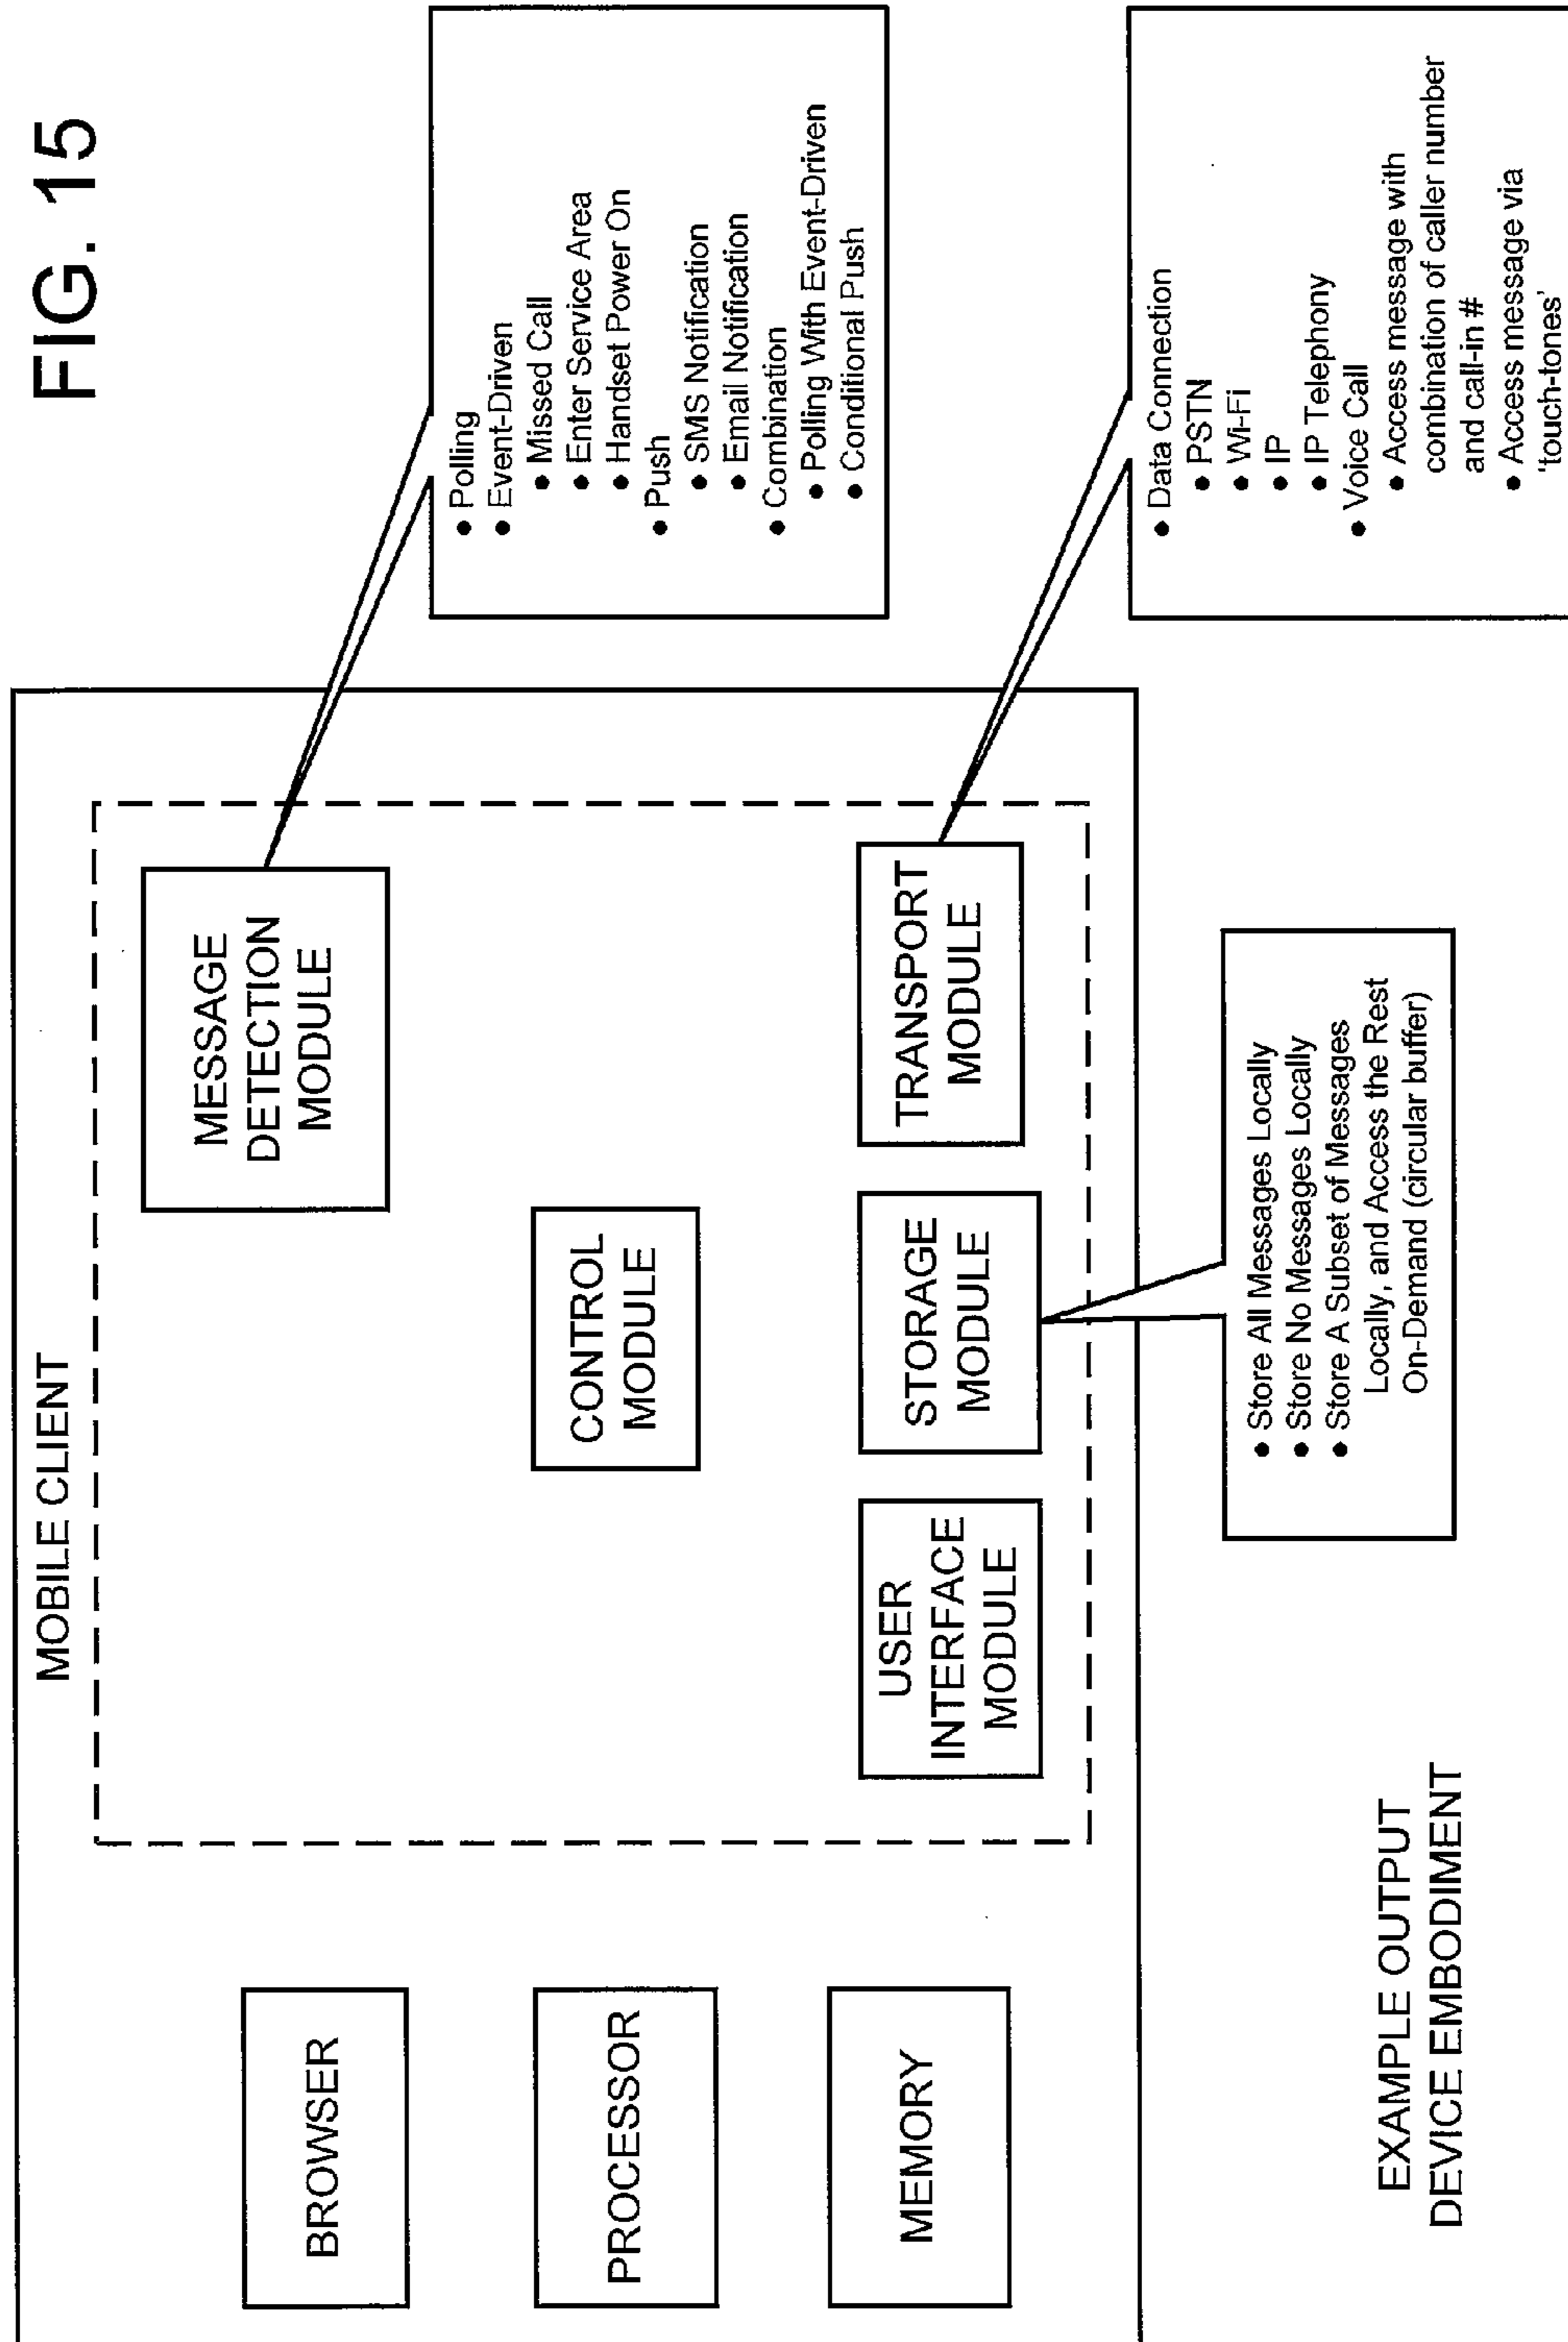 FIG. 15
MOBILE CLIENT
BROWSER
PROCESSOR
MEMORY
MESSAGE
DETECTION
MODULE
CONTROL
MODULE
USER
INTERFACE
MODULE
STORAGE
MODULE
TRANSPORT
MODULE
● Polling
● Event-Driven
● Missed Call
● Enter Service Area
● Handset Power On
● Push
● SMS Notification
● Email Notification
● Combination
● Polling With Event-Driven
● Conditional Push
● Data Connection
● PSTN
● Wi-Fi
● IP
● IP Telephony
● Voice Call
● Access message with
combination of caller number
and call-in #
● Access message via
'touch-tones'
● Store All Messages Locally
● Store No Messages Locally
● Store A Subset of Messages
Locally, and Access the Rest
On-Demand (circular buffer)
EXAMPLE OUTPUT
DEVICE EMBODIMENT